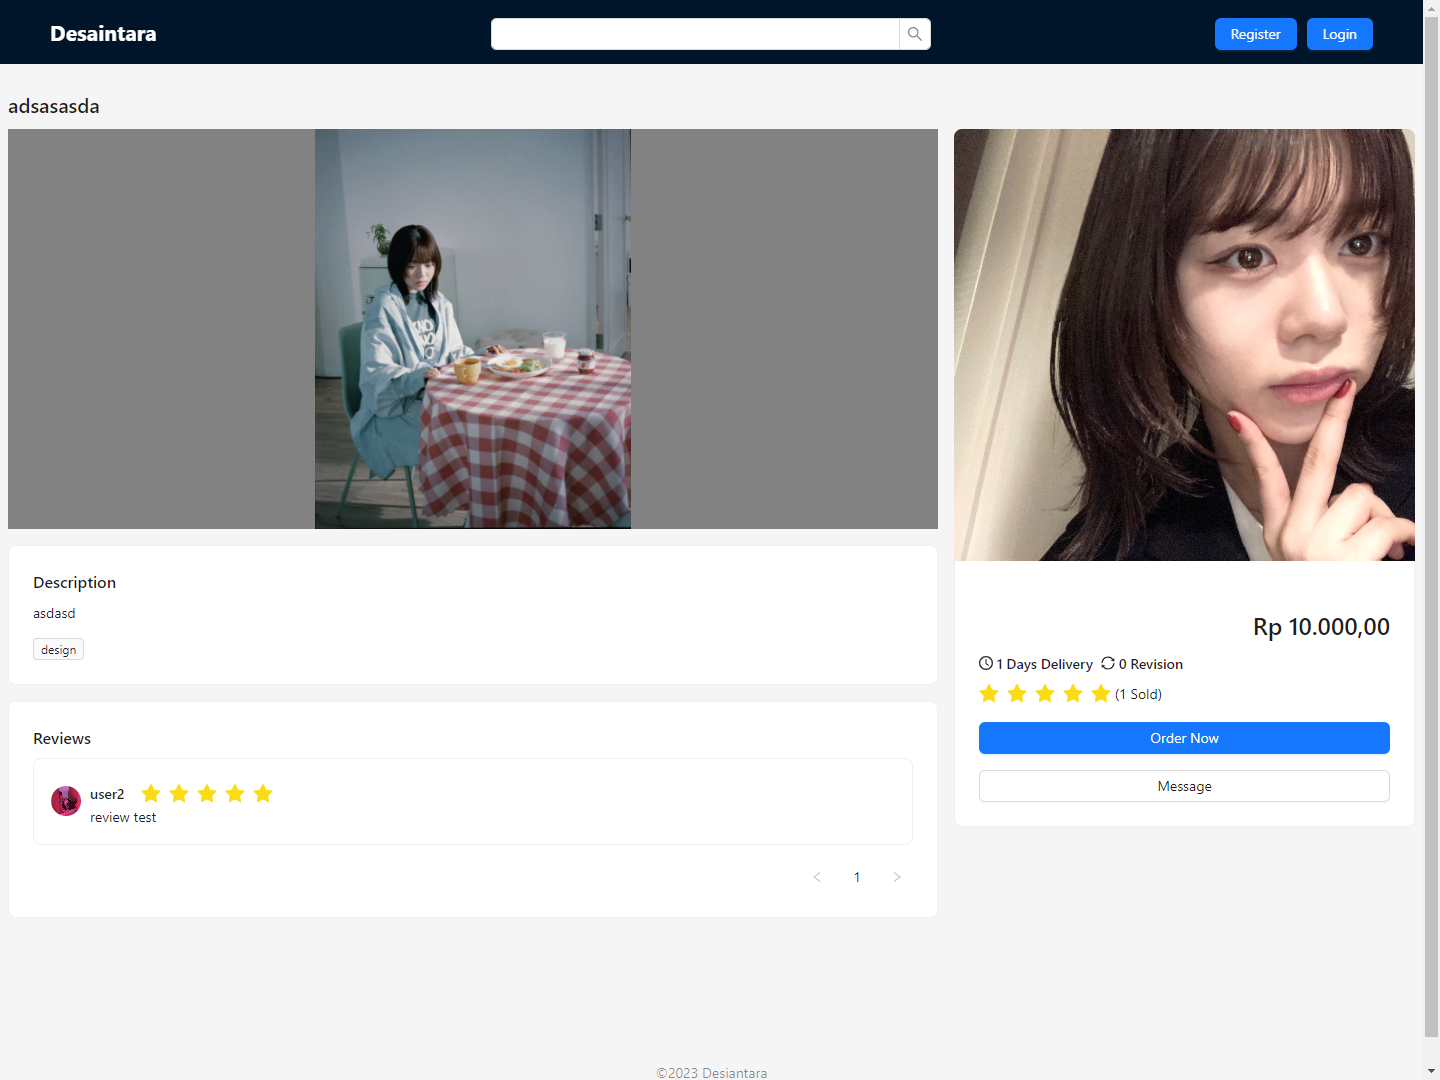 Desaintara
Register
Login
adsasasda
Description
asdasd
design
Rp 10.000,00
1 Days Delivery 0 Revision
(1 Sold)
Order Now
Message
Reviews
user2
review test
1
©2023 Desiantara